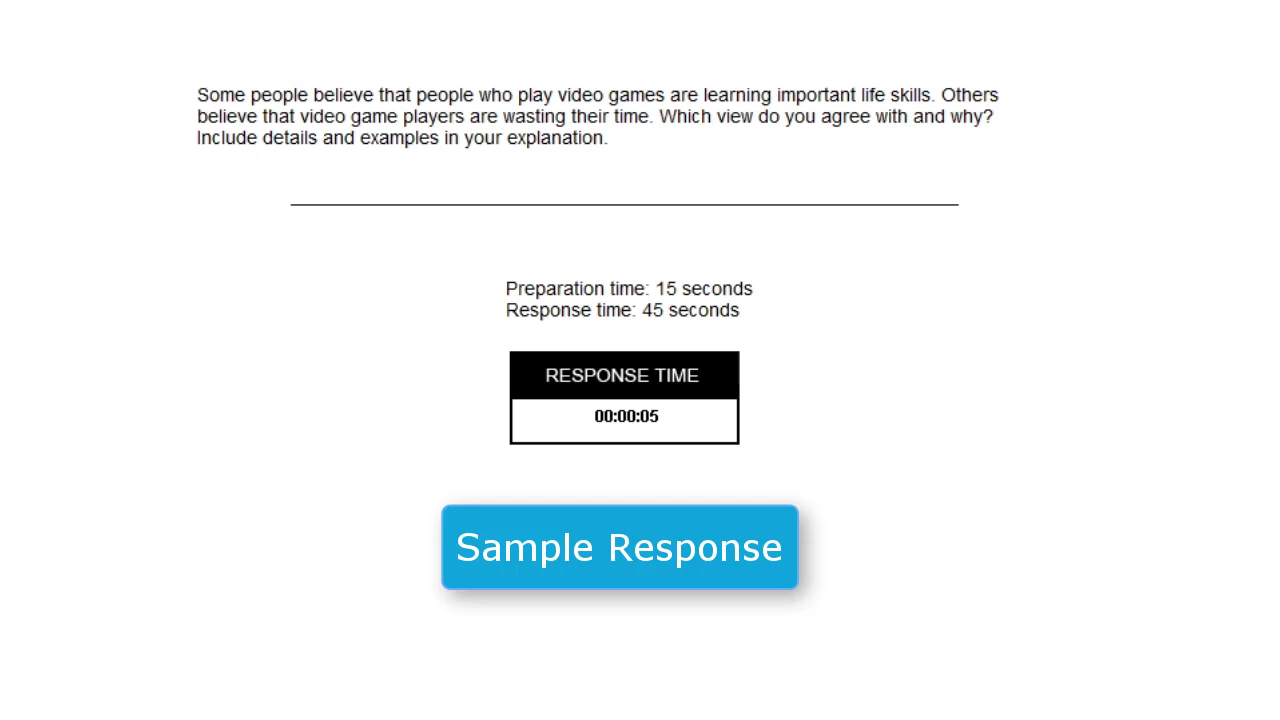 Some people believe that people who play video games are learning important life skills. Others
believe that video game players are wasting their time. Which view do you agree with and why?
Include details and examples in your explanation.
Preparation time: 15 seconds
Response time: 45 seconds
RESPONSE TIME
00:00:05
Sample Response